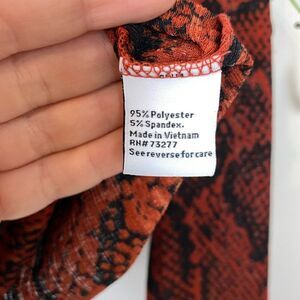 95% Polyester
5% Spandex.
Made in Vietnam
RN# 73277
See reverse for care